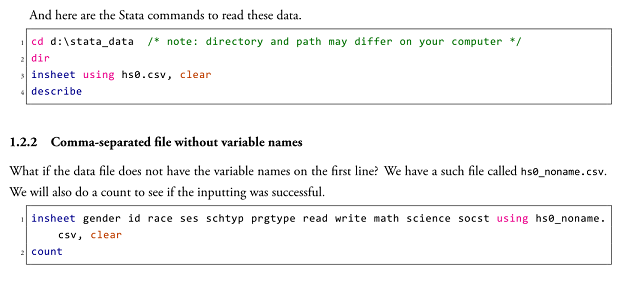 And here are the Stata commands to read these data.
1 cd d:\stata_data /* note: directory and path may differ on your computer */
2 dir
3 insheet using hs0.csv, clear
4 describe
1.2.2 Comma-separated file without variable names
What if the data file does not have the variable names on the first line? We have a such file called hs0_noname.csv.
We will also do a count to see if the inputting was successful.
1 insheet gender id race ses schtyp prgtype read write math science socst using hs0_noname.
csv, clear
2 count